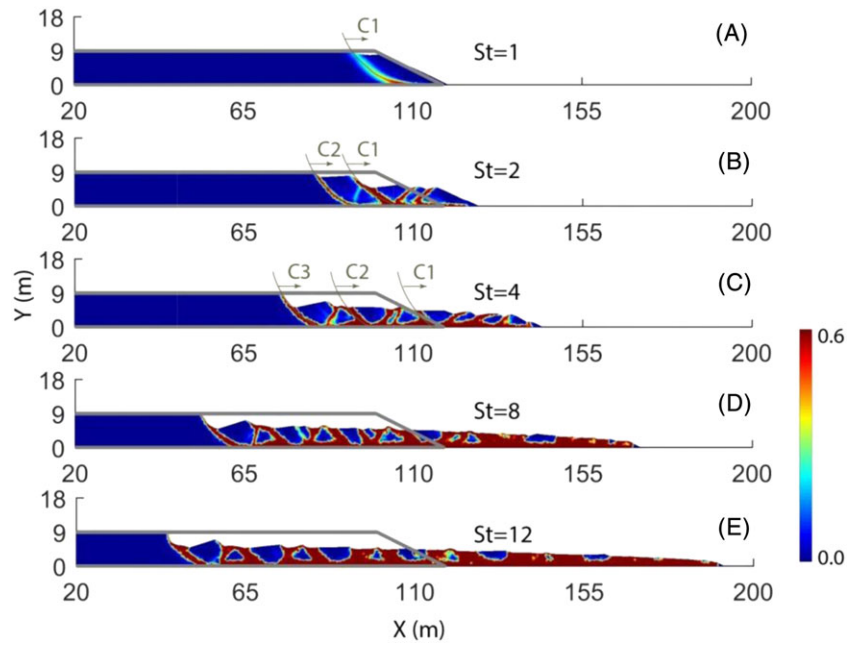 18
C1
(A)
9
St=1
0
20 65 110 155 200
18
C2 C1
(B)
9
St=2
0
20 65 110 155 200
18
C3 C2 C1
(C)
9
St=4
0
20 65 110 155 200
Y (m)
0.6
18
(D)
9
St=8
0
20 65 110 155 200
18
(E)
9
St=12
0
0.0
20 65 110 155 200
X (m)